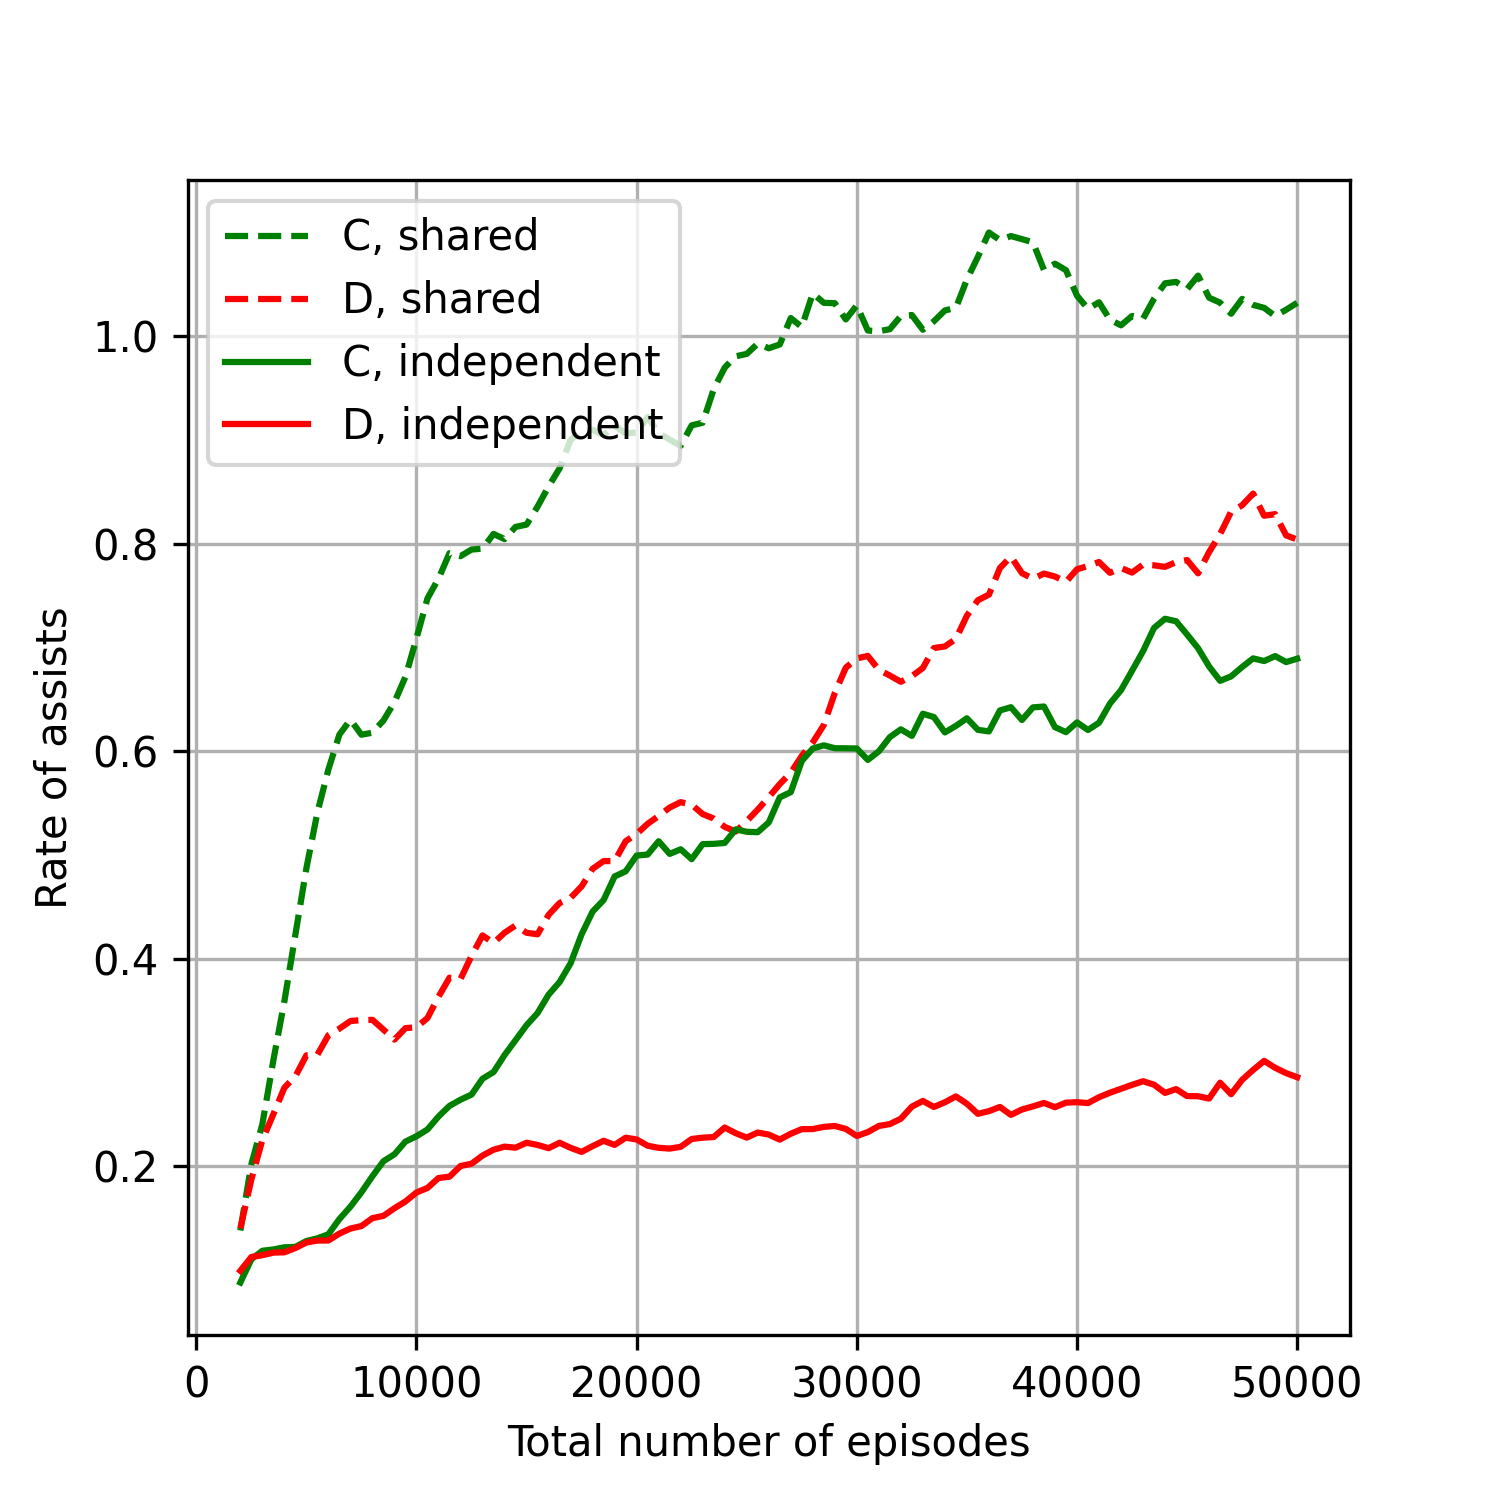 C, shared
D, shared
C, independent
D, independent
1.0
0.8
0.6
0.4
0.2
Rate of assists
0 10000 20000 30000 40000 50000
Total number of episodes